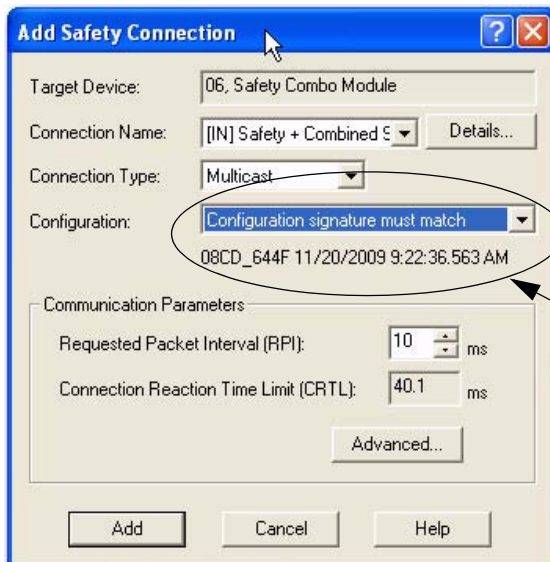 Add Safety Connection
Target Device: 06, Safety Combo Module
Connection Name: [IN] Safety + Combined Details...
Connection Type: Multicast
Configuration: Configuration signature must match
08CD_644F 11/20/2009 9:22:36.563 AM
Communication Parameters
Requested Packet Interval (RPI): 10 ms
Connection Reaction Time Limit (CRTL): 40.1 ms
Advanced...
Add Cancel Help